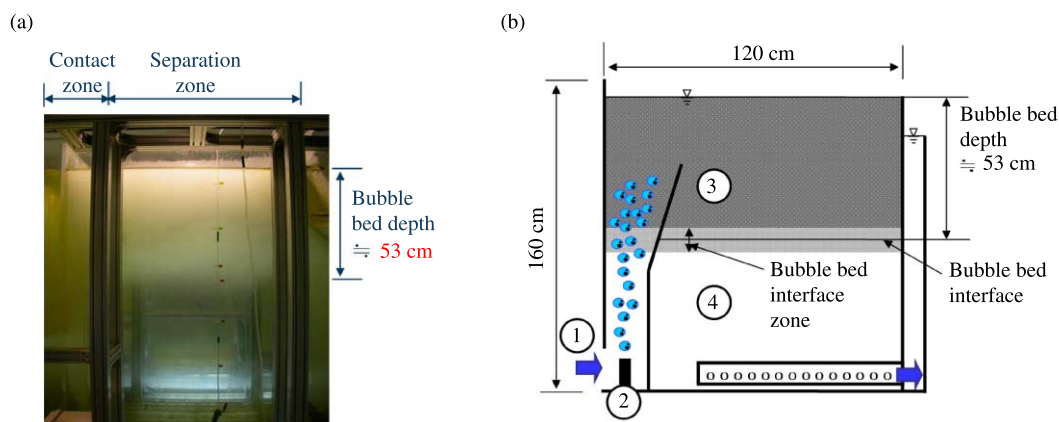 (a)
Contact
zone
Separation
zone
Bubble
bed depth
≒ 53 cm
(b)
120 cm
160 cm
Bubble bed
depth
≒ 53 cm
Bubble bed
interface
zone
Bubble bed
interface
1
2
3
4
o o o o o o o o o o o o o o